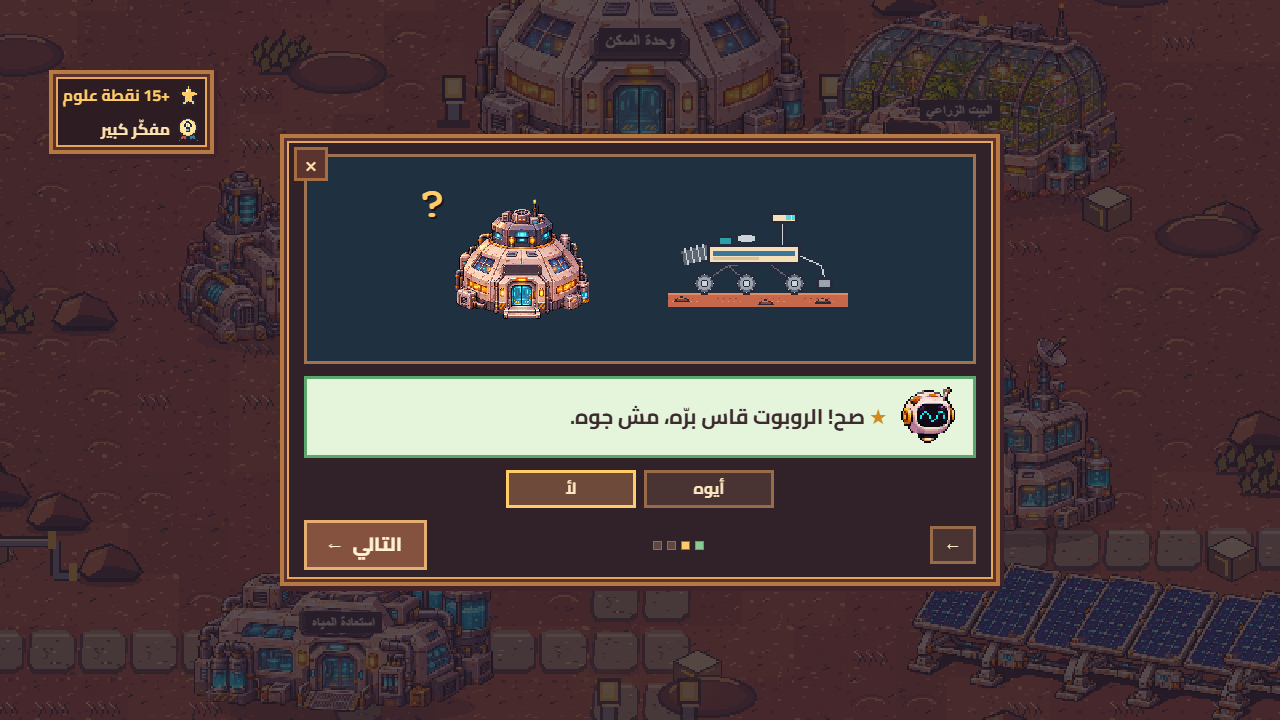 وحدة السكن
البيت الزراعي
+15 نقطة علوم
مفكّر كبير
×
?
★ صح! الروبوت قاس برّه، مش جوه.
أيوه
لأ
←
التالي ←
استعادة المياه